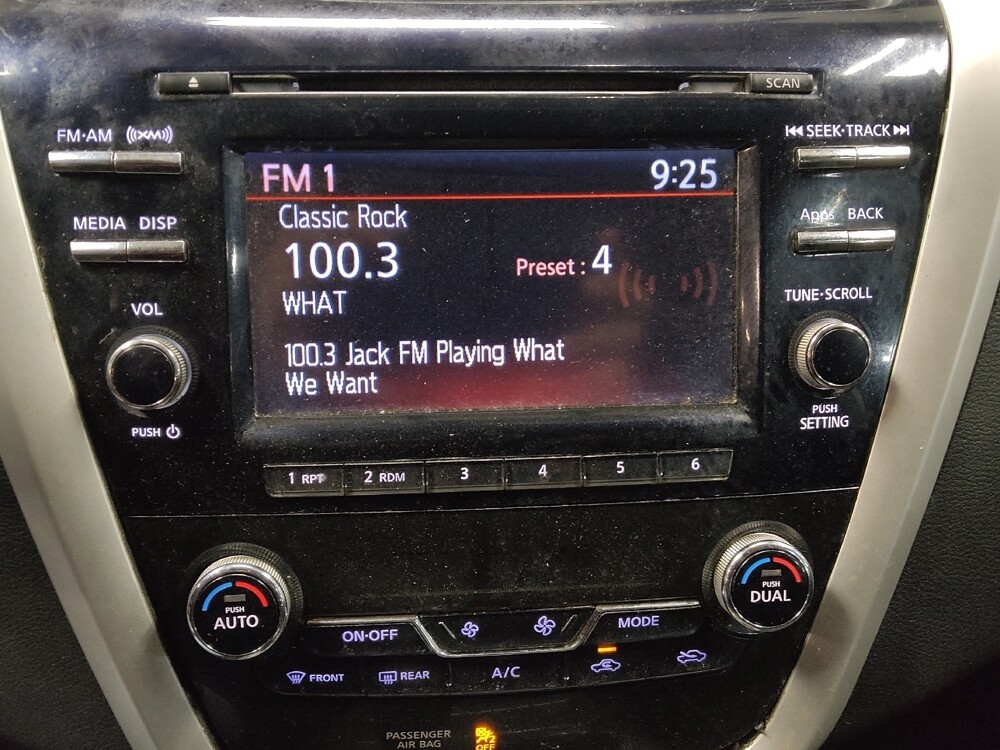 SCAN
FM·AM (((XM)))
SEEK·TRACK
FM 1 9:25
MEDIA DISP
Apps BACK
Classic Rock
100.3 Preset : 4
WHAT
VOL
TUNE·SCROLL
100.3 Jack FM Playing What
We Want
PUSH
PUSH
SETTING
1 RPT 2 RDM 3 4 5 6
PUSH
AUTO
PUSH
DUAL
ON·OFF MODE
FRONT REAR A/C
PASSENGER
AIR BAG
2
OFF